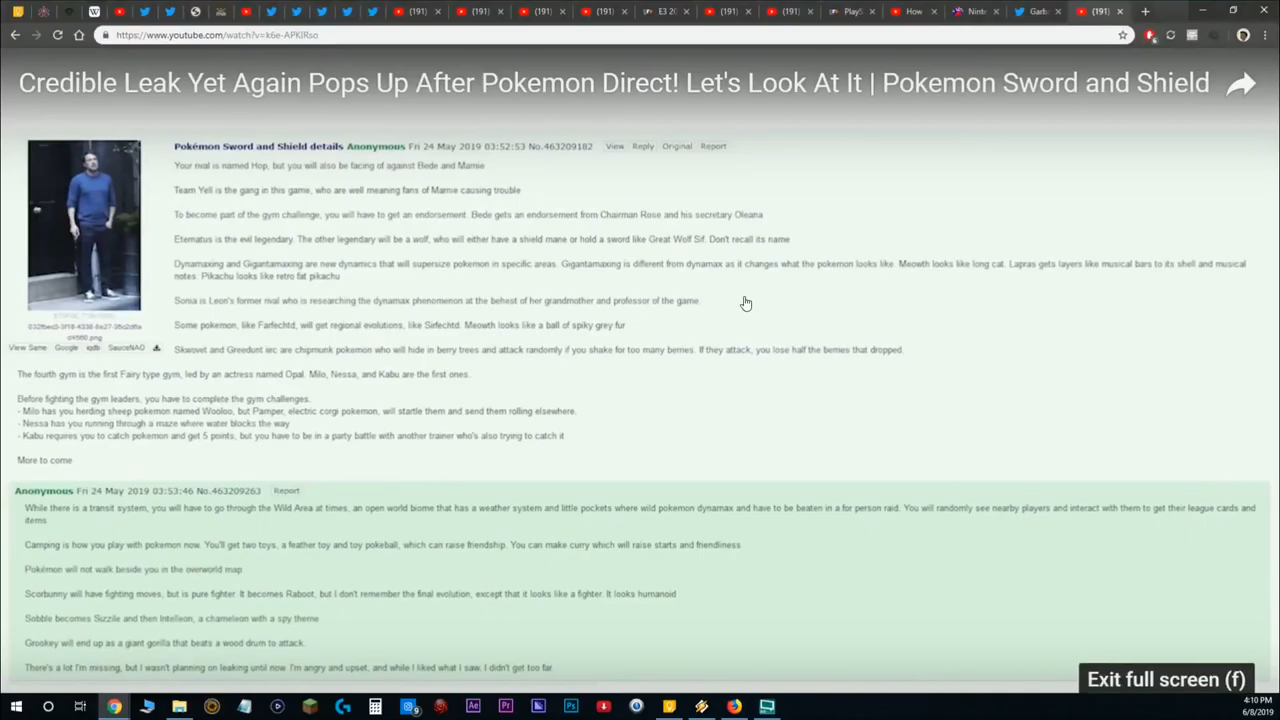 (191)
(191)
(191)
(191)
E3 20
(191)
(191)
PlayS
How
Nint
Garb
(191)
https://www.youtube.com/watch?v=k6e-APKlRso
Credible Leak Yet Again Pops Up After Pokemon Direct! Let's Look At It | Pokemon Sword and Shield
Pokémon Sword and Shield details Anonymous Fri 24 May 2019 03:52:53 No.463209182 View Reply Original Report
Your rival is named Hop, but you will also be facing of against Bede and Marnie
Team Yell is the gang in this game, who are well meaning fans of Marnie causing trouble
To become part of the gym challenge, you will have to get an endorsement. Bede gets an endorsement from Chairman Rose and his secretary Oleana
Eternatus is the evil legendary. The other legendary will be a wolf, who will either have a shield mane or hold a sword like Great Wolf Sif. Don't recall its name
Dynamaxing and Gigantamaxing are new dynamics that will supersize pokemon in specific areas. Gigantamaxing is different from dynamax as it changes what the pokemon looks like. Meowth looks like long cat. Lapras gets layers like musical bars to its shell and musical
notes. Pikachu looks like retro fat pikachu
Sonia is Leon's former rival who is researching the dynamax phenomenon at the behest of her grandmother and professor of the game.
Some pokemon, like Farfechtd, will get regional evolutions, like Sirfechtd. Meowth looks like a ball of spiky grey fur
View Same Google iqdb SauceNAO
Skwovet and Greedunt iirc are chipmunk pokemon who will hide in berry trees and attack randomly if you shake for too many berries. If they attack, you lose half the berries that dropped.
The fourth gym is the first Fairy type gym, led by an actress named Opal. Milo, Nessa, and Kabu are the first ones.
Before fighting the gym leaders, you have to complete the gym challenges.
- Milo has you herding sheep pokemon named Wooloo, but Pamper, electric corgi pokemon, will startle them and send them rolling elsewhere.
- Nessa has you running through a maze where water blocks the way
- Kabu requires you to catch pokemon and get 5 points, but you have to be in a party battle with another trainer who's also trying to catch it
More to come
Anonymous Fri 24 May 2019 03:53:46 No.463209263 Report
While there is a transit system, you will have to go through the Wild Area at times, an open world biome that has a weather system and little pockets where wild pokemon dynamax and have to be beaten in a for person raid. You will randomly see nearby players and interact with them to get their league cards and
items
Camping is how you play with pokemon now. You'll get two toys, a feather toy and toy pokeball, which can raise friendship. You can make curry which will raise starts and friendliness
Pokémon will not walk beside you in the overworld map
Scorbunny will have fighting moves, but is pure fighter. It becomes Raboot, but I don't remember the final evolution, except that it looks like a fighter. It looks humanoid
Sobble becomes Sizzile and then Intelleon, a chameleon with a spy theme
Grookey will end up as a giant gorilla that beats a wood drum to attack.
There's a lot I'm missing, but I wasn't planning on leaking until now. I'm angry and upset, and while I liked what I saw. I didn't get too far.
Exit full screen (f)
4:10 PM
6/8/2019